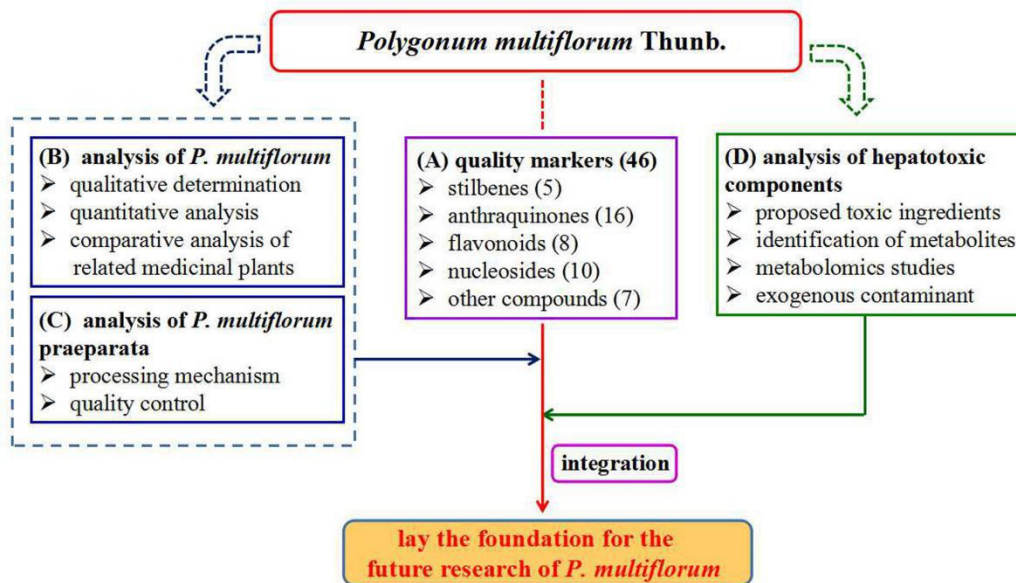 Polygonum multiflorum Thunb.
(B) analysis of P. multiflorum
➢ qualitative determination
➢ quantitative analysis
➢ comparative analysis of
related medicinal plants
(C) analysis of P. multiflorum
praeparata
➢ processing mechanism
➢ quality control
(A) quality markers (46)
➢ stilbenes (5)
➢ anthraquinones (16)
➢ flavonoids (8)
➢ nucleosides (10)
➢ other compounds (7)
(D) analysis of hepatotoxic
components
➢ proposed toxic ingredients
➢ identification of metabolites
➢ metabolomics studies
➢ exogenous contaminant
integration
lay the foundation for the
future research of P. multiflorum